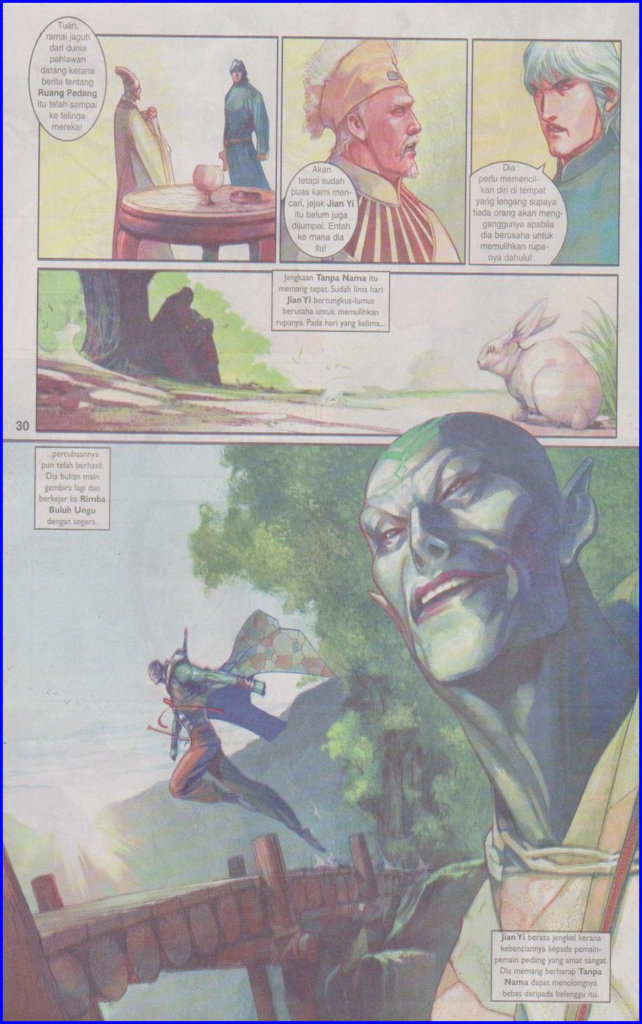 Tuan,
ramai jaguh
dari dunia
pahlawan
datang kerana
berita tentang
Ruang Pedang
itu telah sampai
ke telinga
mereka!
Akan
tetapi sudah
puas kami men-
cari, jejak Jian Yi
itu belum juga
dijumpai. Entah
ke mana dia
itu!
Dia
perlu memencil-
kan diri di tempat
yang lengang supaya
tiada orang akan meng-
ganggunya apabila
dia berusaha untuk
memulihkan rupa-
nya dahulu!
Jangkaan Tanpa Nama itu
memang tepat. Sudah lima hari
Jian Yi bertungkus-lumus
berusaha untuk memulihkan
rupanya. Pada hari yang kelima...
30
...percubaannya
pun telah berhasil.
Dia bukan main
gembira lagi dan
berkejar ke Rimba
Buluh Ungu
dengan segera.
Jian Yi berasa jengkel kerana
kebenciannya kepada pemain-
pemain pedang yang amat sangat.
Dia memang berharap Tanpa
Nama dapat menolongnya
bebas daripada belenggu itu.